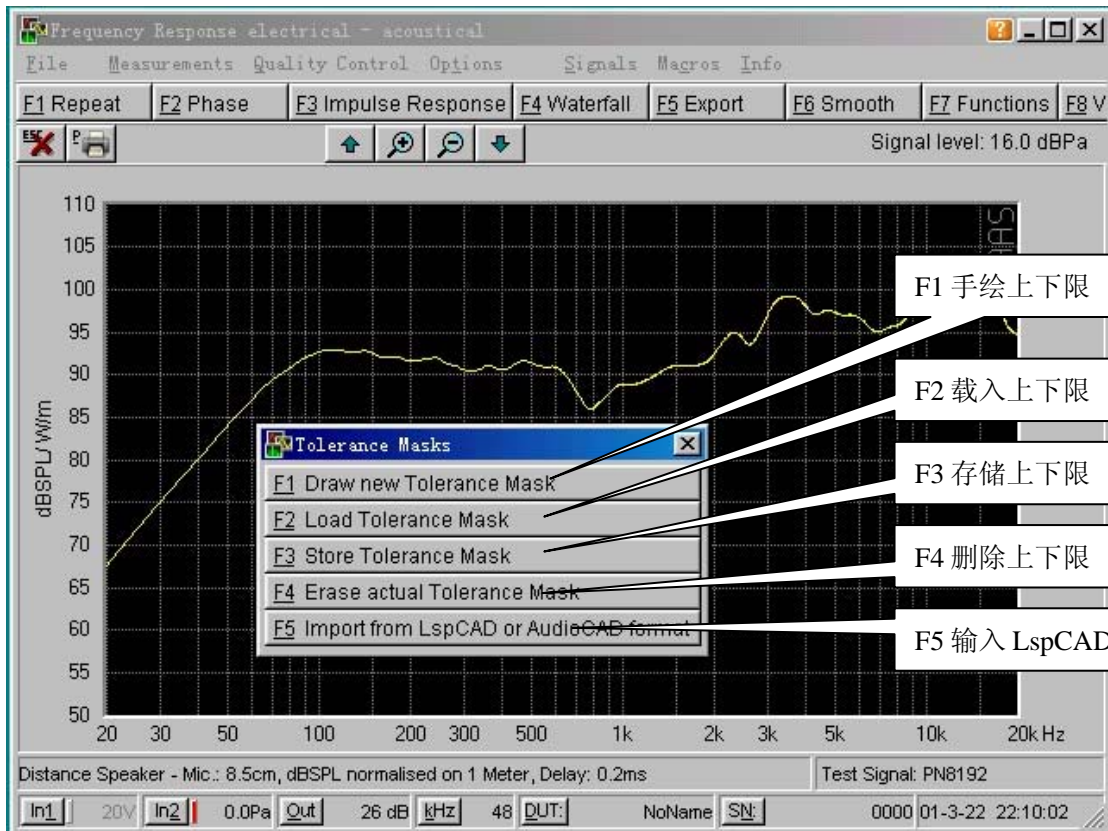 Frequency Response electrical - acoustical
File Measurements Quality Control Options Signals Macros Info
F1 Repeat F2 Phase F3 Impulse Response F4 Waterfall F5 Export F6 Smooth F7 Functions F8 V
ESC P Signal level: 16.0 dBPa
110
105
100
95
90
85
80
75
70
65
60
55
50
dBSPL/ W/m
F1 手绘上下限
F2 载入上下限
F3 存储上下限
F4 删除上下限
F5 输入 LspCAD
Tolerance Masks
F1 Draw new Tolerance Mask
F2 Load Tolerance Mask
F3 Store Tolerance Mask
F4 Erase actual Tolerance Mask
F5 Import from LspCAD or AudioCAD format
20 30 50 100 200 300 500 1k 2k 3k 5k 10k 20k Hz
Distance Speaker - Mic.: 8.5cm, dBSPL normalised on 1 Meter, Delay: 0.2ms Test Signal: PN8192
In1 20V In2 0.0Pa Out 26 dB kHz 48 DUT: NoName SN: 0000 01-3-22 22:10:02